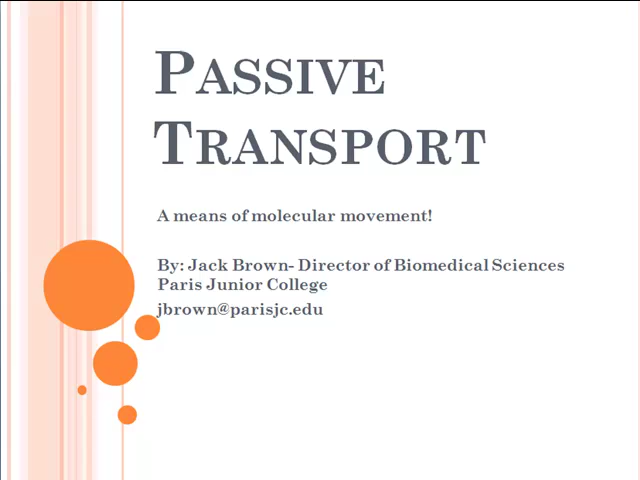 Passive
Transport
A means of molecular movement!
By: Jack Brown- Director of Biomedical Sciences
Paris Junior College
jbrown@parisjc.edu